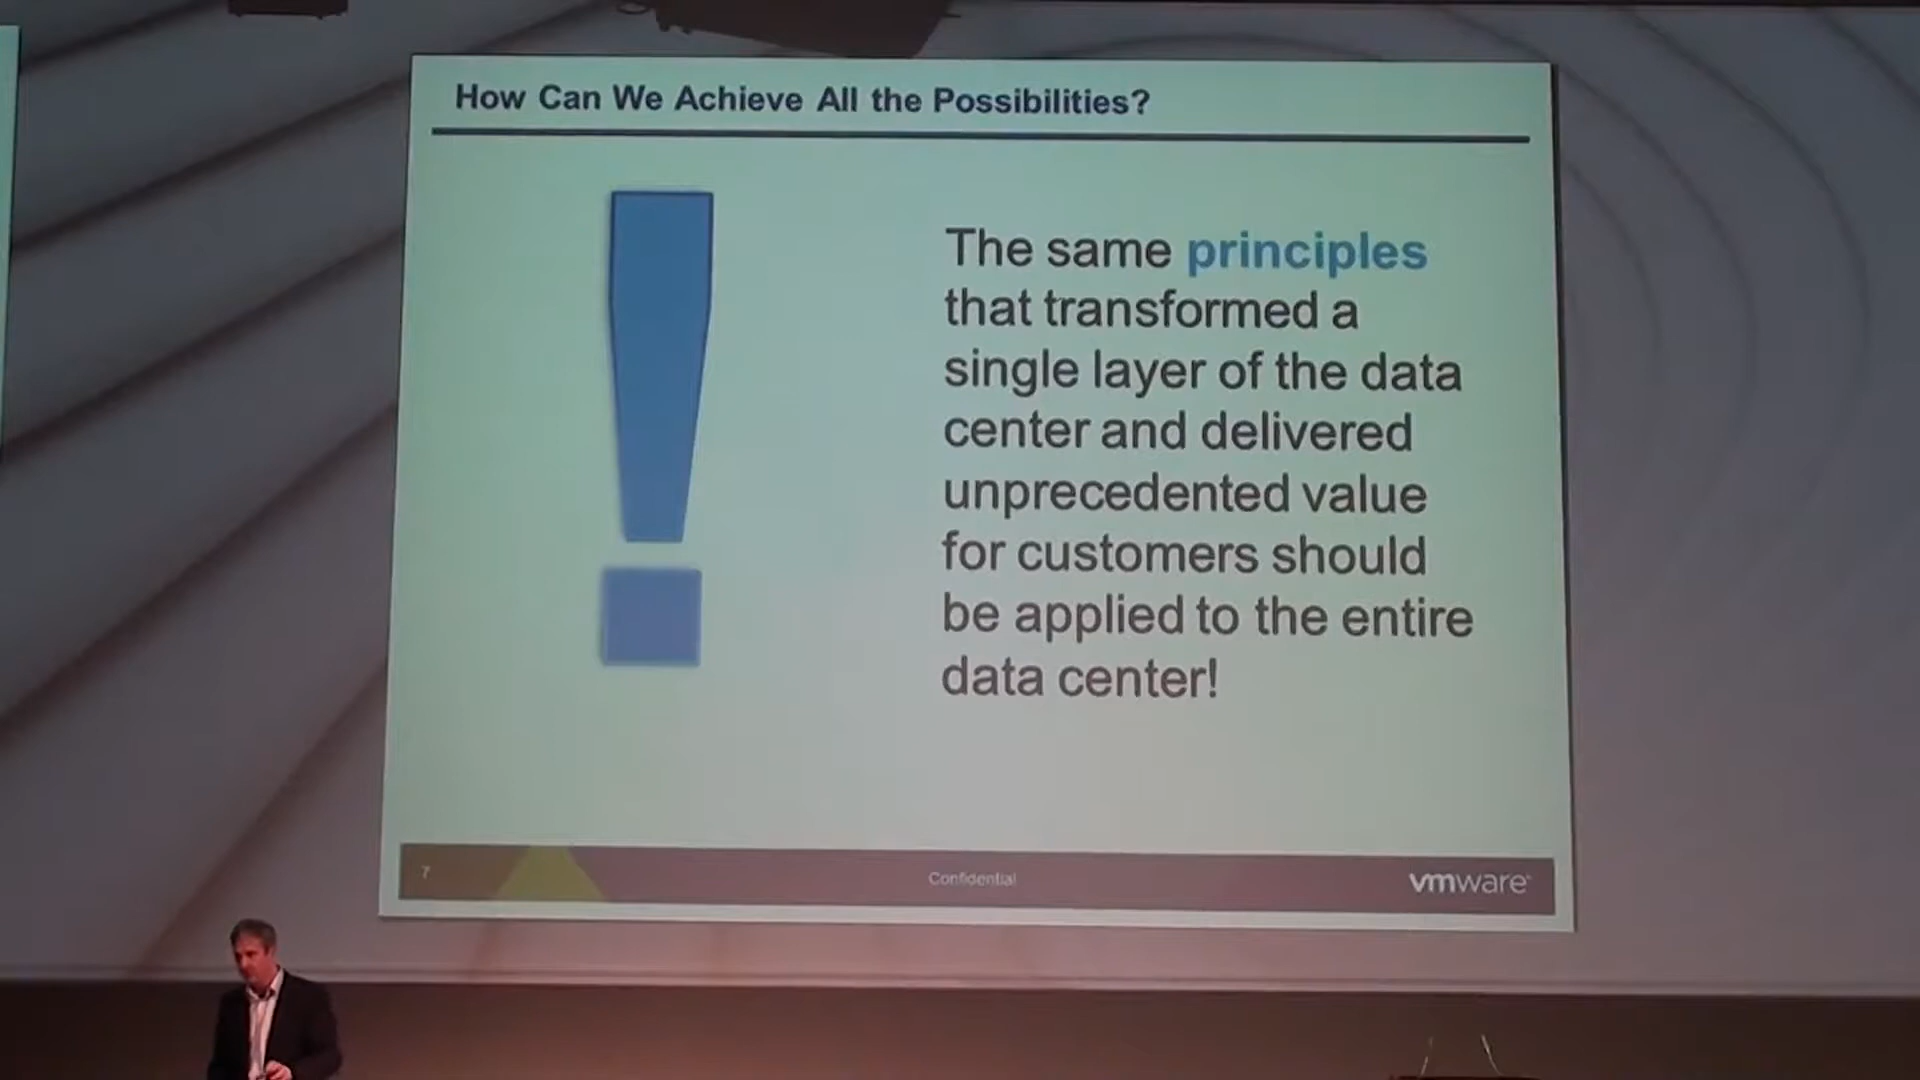 How Can We Achieve All the Possibilities?
!
The same principles
that transformed a
single layer of the data
center and delivered
unprecedented value
for customers should
be applied to the entire
data center!
7
Confidential
vmware